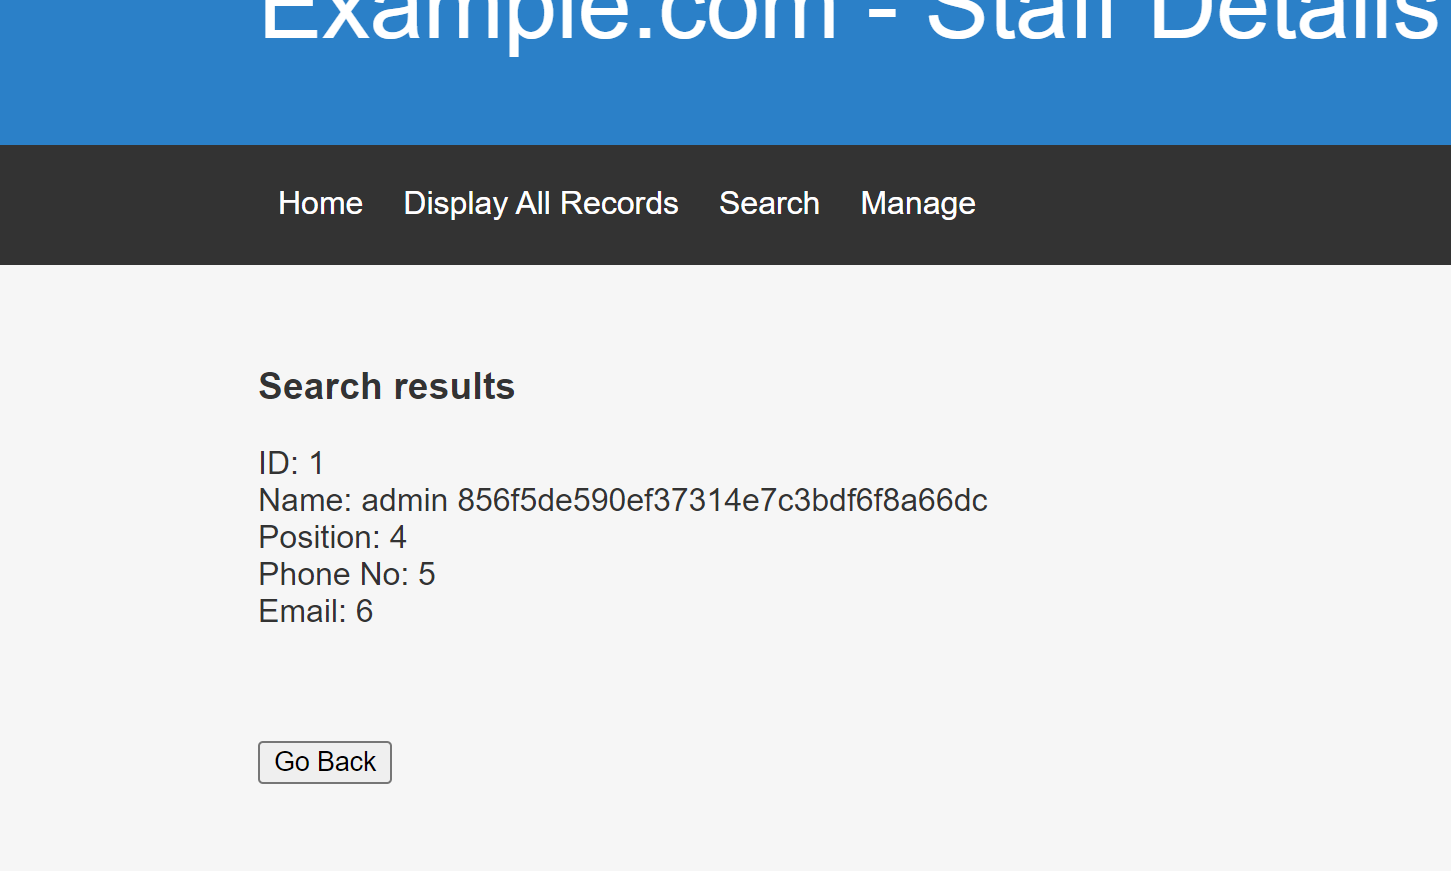 Example.com - Staff Details
Home Display All Records Search Manage
Search results
ID: 1
Name: admin 856f5de590ef37314e7c3bdf6f8a66dc
Position: 4
Phone No: 5
Email: 6
Go Back